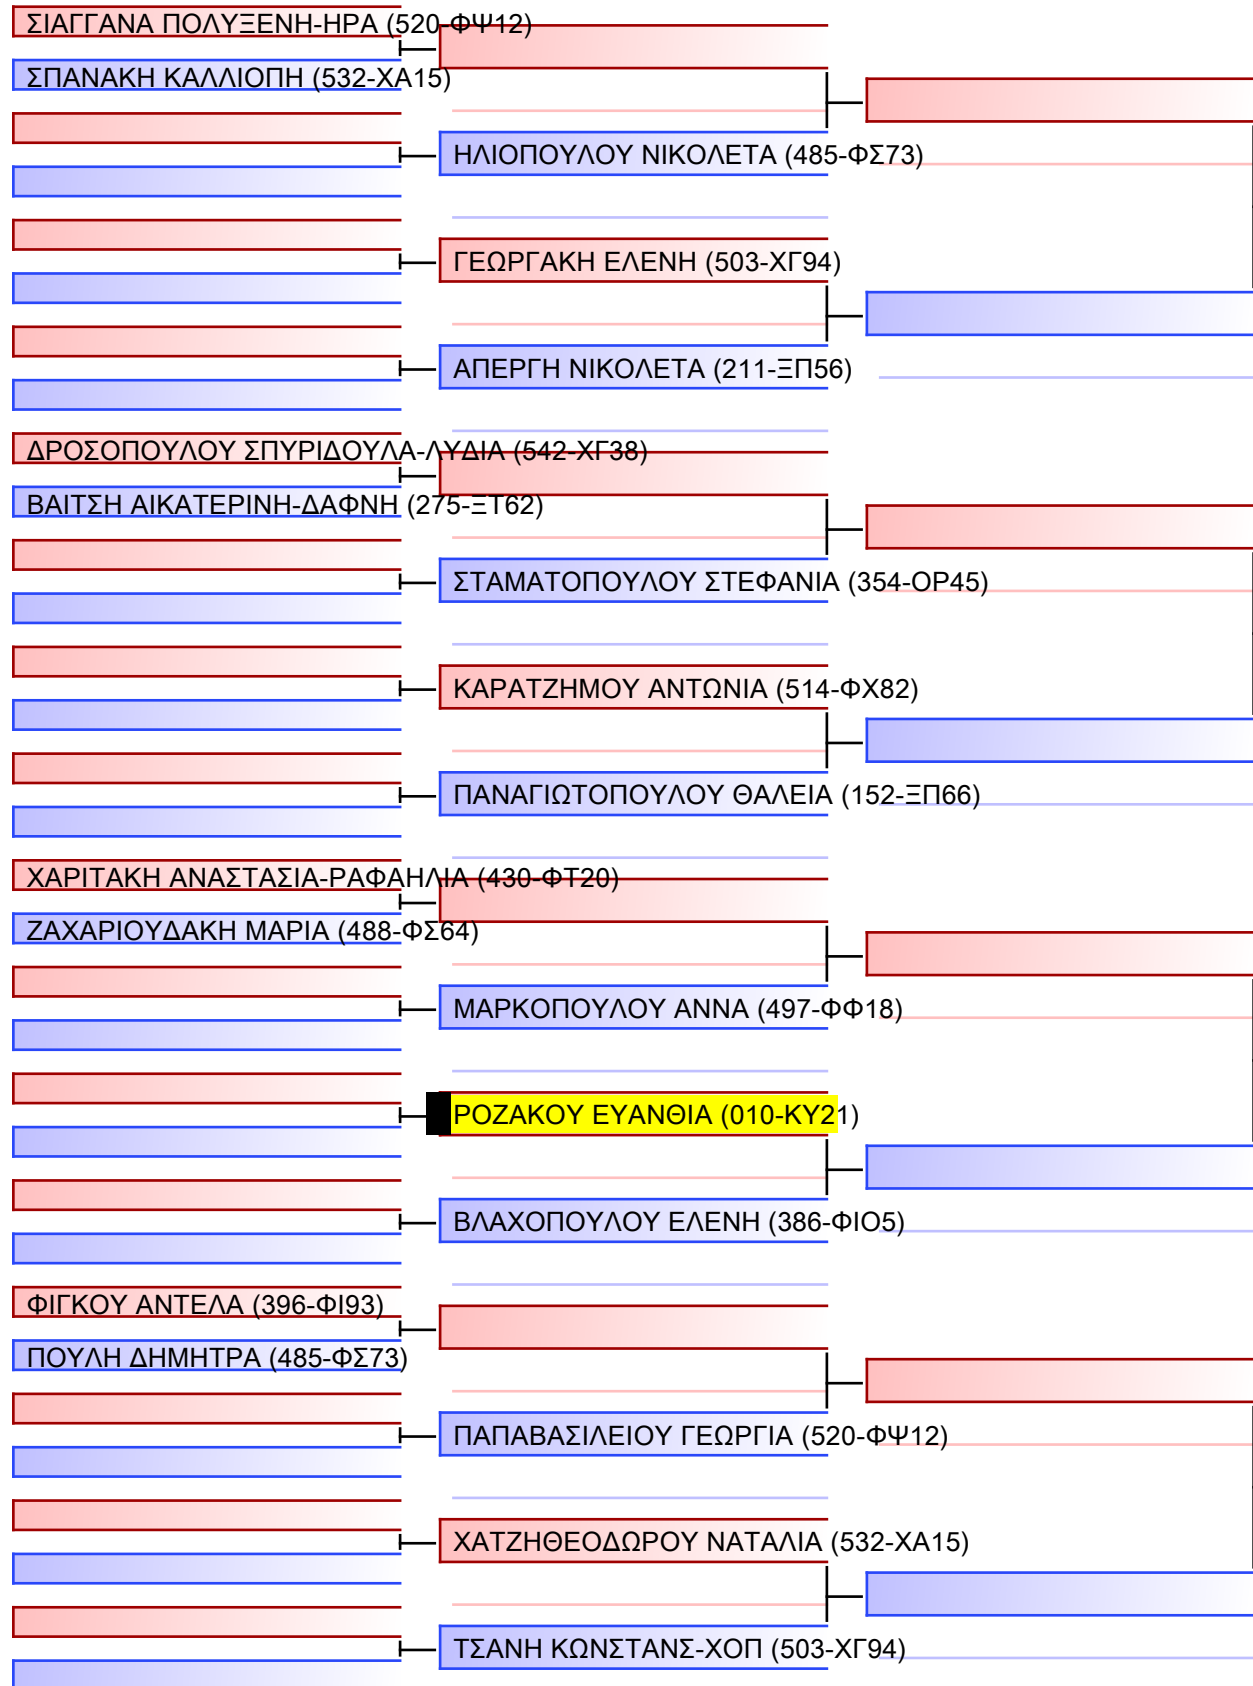 ΣΙΑΓΓΑΝΑ ΠΟΛΥΞΕΝΗ-ΗΡΑ (520-ΦΨ12)
ΣΠΑΝΑΚΗ ΚΑΛΛΙΟΠΗ (532-ΧΑ15)
ΗΛΙΟΠΟΥΛΟΥ ΝΙΚΟΛΕΤΑ (485-ΦΣ73)
ΓΕΩΡΓΑΚΗ ΕΛΕΝΗ (503-ΧΓ94)
ΑΠΕΡΓΗ ΝΙΚΟΛΕΤΑ (211-ΞΠ56)
ΔΡΟΣΟΠΟΥΛΟΥ ΣΠΥΡΙΔΟΥΛΑ-ΛΥΔΙΑ (542-ΧΓ38)
ΒΑΙΤΣΗ ΑΙΚΑΤΕΡΙΝΗ-ΔΑΦΝΗ (275-ΞΤ62)
ΣΤΑΜΑΤΟΠΟΥΛΟΥ ΣΤΕΦΑΝΙΑ (354-ΟΡ45)
ΚΑΡΑΤΖΗΜΟΥ ΑΝΤΩΝΙΑ (514-ΦΧ82)
ΠΑΝΑΓΙΩΤΟΠΟΥΛΟΥ ΘΑΛΕΙΑ (152-ΞΠ66)
ΧΑΡΙΤΑΚΗ ΑΝΑΣΤΑΣΙΑ-ΡΑΦΑΗΛΙΑ (430-ΦΤ20)
ΖΑΧΑΡΙΟΥΔΑΚΗ ΜΑΡΙΑ (488-ΦΣ64)
ΜΑΡΚΟΠΟΥΛΟΥ ΑΝΝΑ (497-ΦΦ18)
ΡΟΖΑΚΟΥ ΕΥΑΝΘΙΑ (010-ΚΥ21)
ΒΛΑΧΟΠΟΥΛΟΥ ΕΛΕΝΗ (386-ΦΙΟ5)
ΦΙΓΚΟΥ ΑΝΤΕΛΑ (396-ΦΙ93)
ΠΟΥΛΗ ΔΗΜΗΤΡΑ (485-ΦΣ73)
ΠΑΠΑΒΑΣΙΛΕΙΟΥ ΓΕΩΡΓΙΑ (520-ΦΨ12)
ΧΑΤΖΗΘΕΟΔΩΡΟΥ ΝΑΤΑΛΙΑ (532-ΧΑ15)
ΤΣΑΝΗ ΚΩΝΣΤΑΝΣ-ΧΟΠ (503-ΧΓ94)